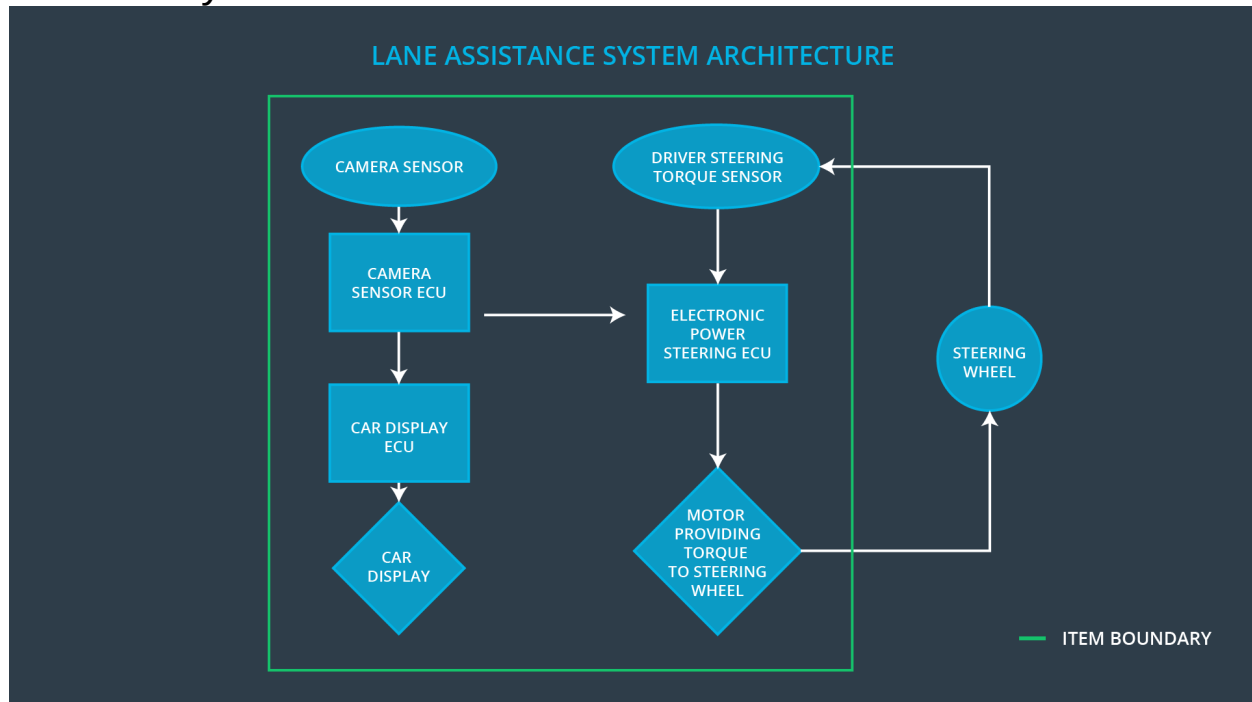 LANE ASSISTANCE SYSTEM ARCHITECTURE
CAMERA SENSOR
CAMERA
SENSOR ECU
CAR DISPLAY
ECU
CAR
DISPLAY
DRIVER STEERING
TORQUE SENSOR
ELECTRONIC
POWER
STEERING ECU
MOTOR
PROVIDING
TORQUE
TO STEERING
WHEEL
STEERING
WHEEL
ITEM BOUNDARY